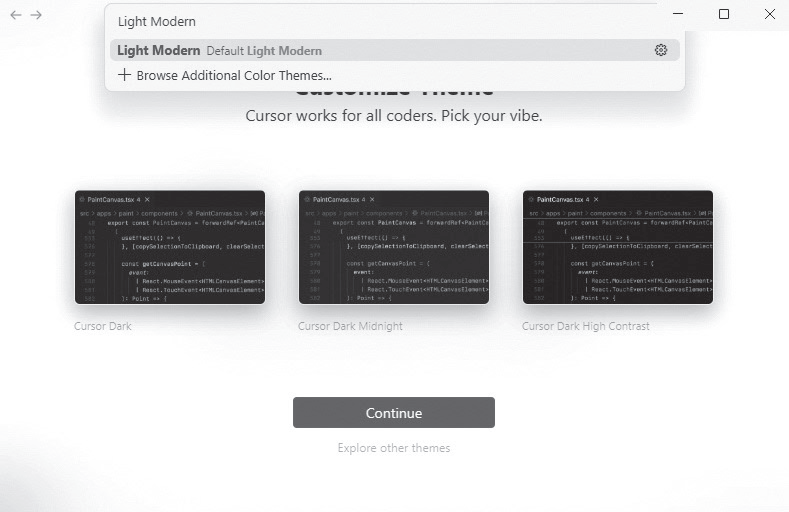 Light Modern
Light Modern Default Light Modern
Browse Additional Color Themes...
Customize Theme
Cursor works for all coders. Pick your vibe.
PaintCanvas.tsx 4
src > apps > paint > components > PaintCanvas.tsx >
export const PaintCanvas = forwardRef<PaintC
useEffect(() => {
}, [copySelectionToClipboard, clearSelect
const getCanvasPoint = (
event:
| React.MouseEvent<HTMLCanvasElement>
| React.TouchEvent<HTMLCanvasElement>
): Point => {
Cursor Dark
PaintCanvas.tsx 4
src > apps > paint > components > PaintCanvas.tsx >
export const PaintCanvas = forwardRef<PaintC
useEffect(() => {
}, [copySelectionToClipboard, clearSelect
const getCanvasPoint = (
event:
| React.MouseEvent<HTMLCanvasElement>
| React.TouchEvent<HTMLCanvasElement>
): Point => {
Cursor Dark Midnight
PaintCanvas.tsx 4
src > apps > paint > components > PaintCanvas.tsx >
export const PaintCanvas = forwardRef<PaintC
useEffect(() => {
}, [copySelectionToClipboard, clearSelect
const getCanvasPoint = (
event:
| React.MouseEvent<HTMLCanvasElement>
| React.TouchEvent<HTMLCanvasElement>
): Point => {
Cursor Dark High Contrast
Continue
Explore other themes